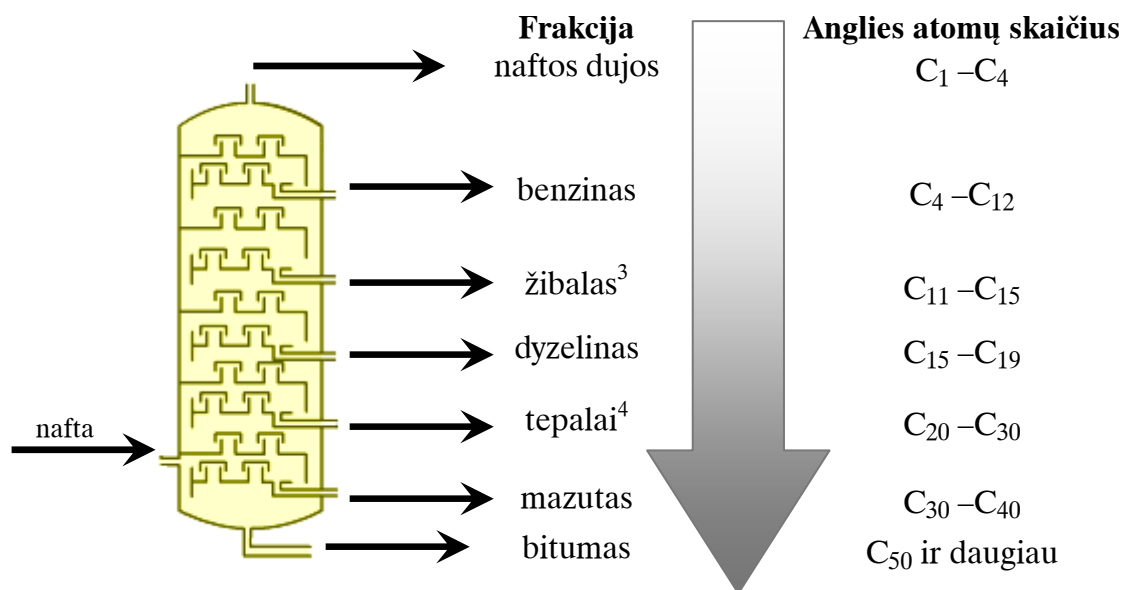 Frakcija Anglies atomų skaičius
naftos dujos C₁ –C₄
benzinas C₄ –C₁₂
žibalas³ C₁₁ –C₁₅
dyzelinas C₁₅ –C₁₉
tepalai⁴ C₂₀ –C₃₀
nafta
mazutas C₃₀ –C₄₀
bitumas C₅₀ ir daugiau